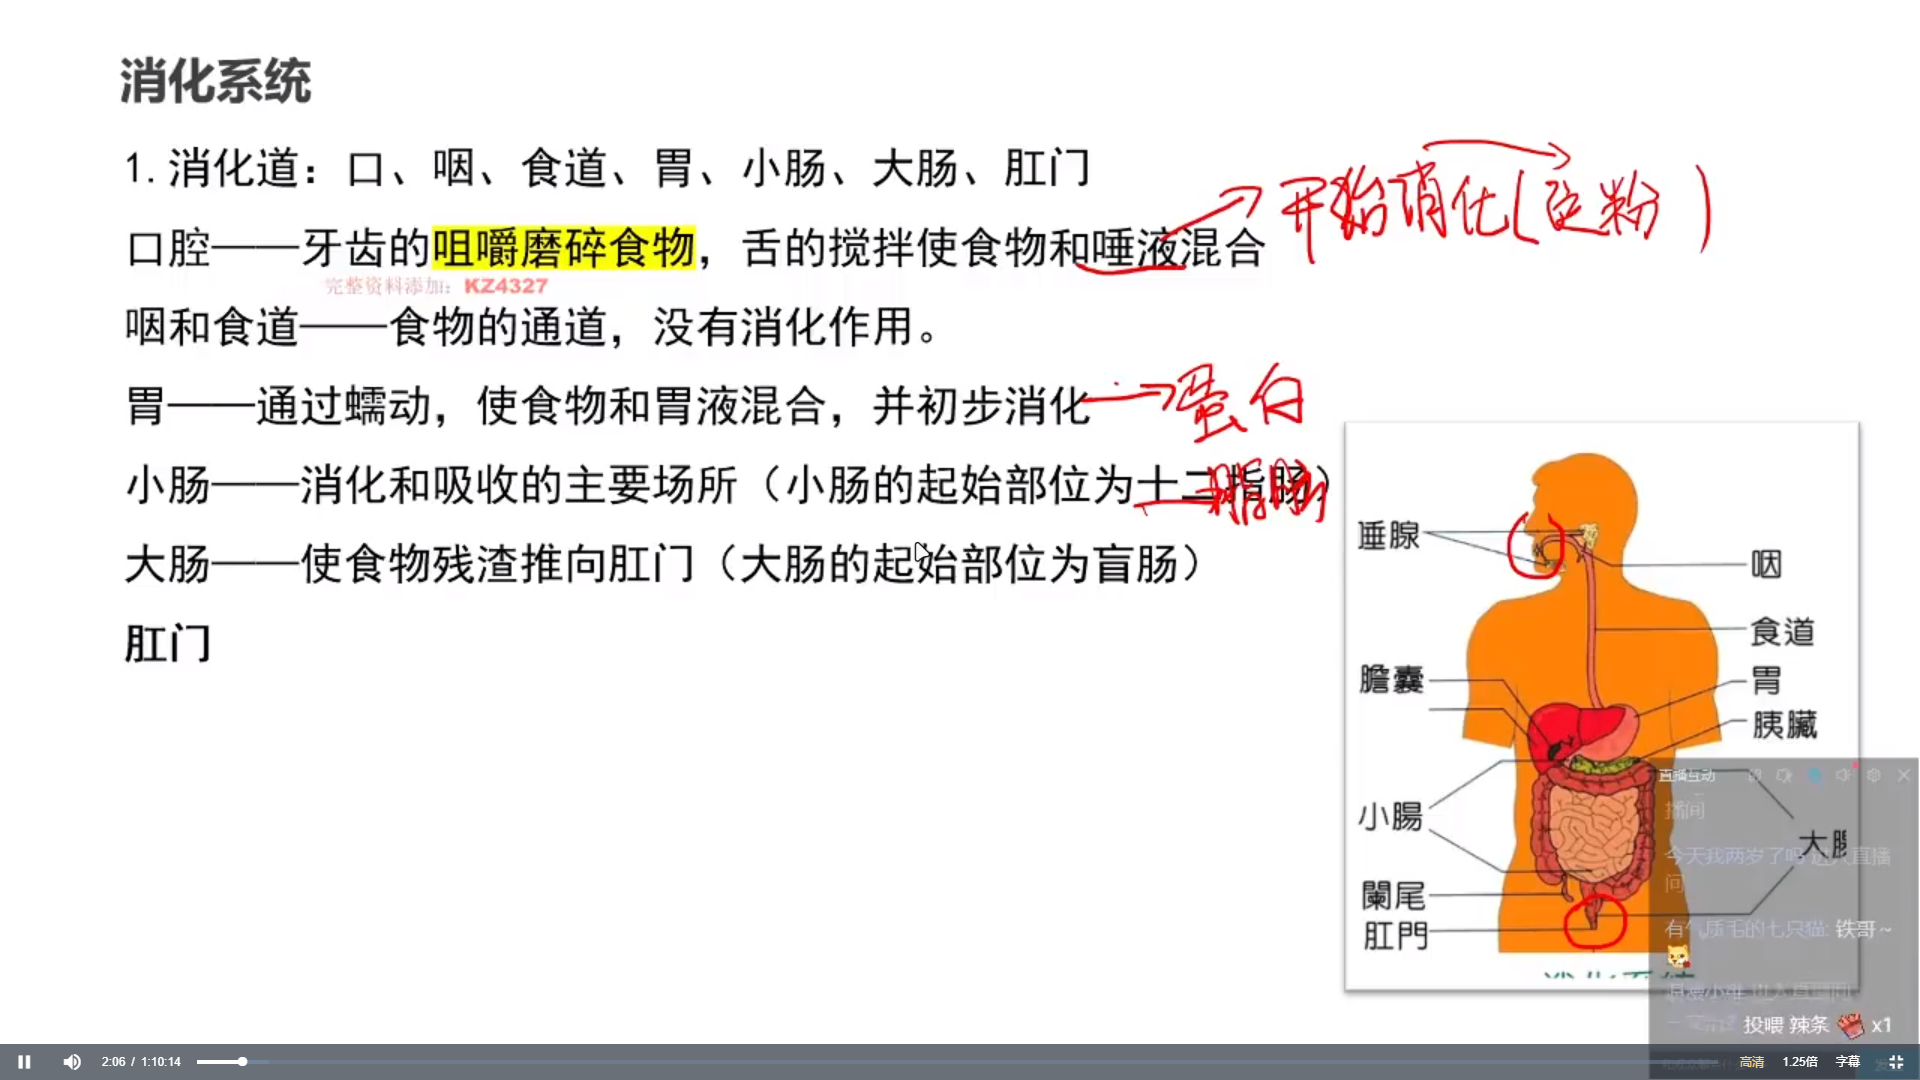 消化系统
1.消化道：口、咽、食道、胃、小肠、大肠、肛门
开始消化(淀粉)
口腔——牙齿的咀嚼磨碎食物，舌的搅拌使食物和唾液混合
完整资料添加：KZ4327
咽和食道——食物的通道，没有消化作用。
胃——通过蠕动，使食物和胃液混合，并初步消化
蛋白
小肠——消化和吸收的主要场所（小肠的起始部位为十二指肠）
大肠——使食物残渣推向肛门（大肠的起始部位为盲肠）
肛门
唾腺
咽
食道
膽囊
胃
胰臟
小腸
大腸
闌尾
肛門
直播互动
播间
今天我两岁了吗 进入直播
间
有气质毛的七只猫: 铁哥~
投喂 辣条 x1
2:06 / 1:10:14
高清
1.25倍
字幕